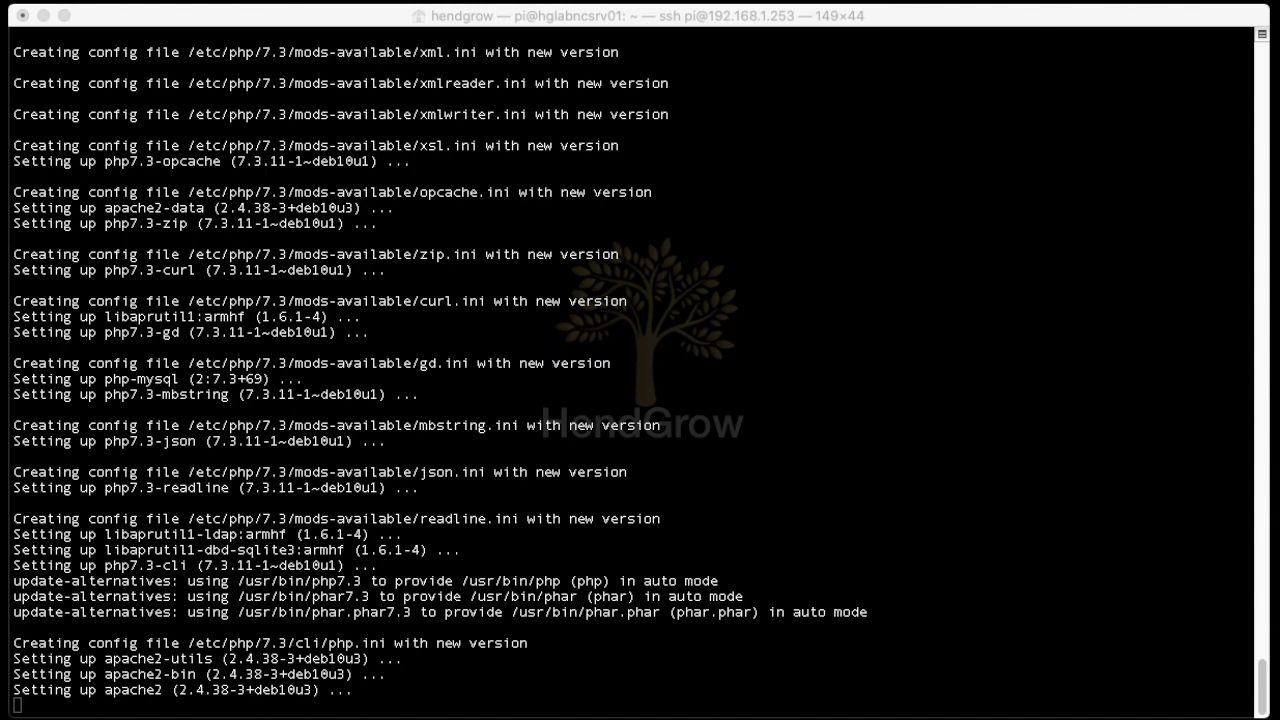 hendgrow — pi@hglabncsrv01: ~ — ssh pi@192.168.1.253 — 149×44
Creating config file /etc/php/7.3/mods-available/xml.ini with new version
Creating config file /etc/php/7.3/mods-available/xmlreader.ini with new version
Creating config file /etc/php/7.3/mods-available/xmlwriter.ini with new version
Creating config file /etc/php/7.3/mods-available/xsl.ini with new version
Setting up php7.3-opcache (7.3.11-1~deb10u1) ...
Creating config file /etc/php/7.3/mods-available/opcache.ini with new version
Setting up apache2-data (2.4.38-3+deb10u3) ...
Setting up php7.3-zip (7.3.11-1~deb10u1) ...
Creating config file /etc/php/7.3/mods-available/zip.ini with new version
Setting up php7.3-curl (7.3.11-1~deb10u1) ...
Creating config file /etc/php/7.3/mods-available/curl.ini with new version
Setting up libaprutil1:armhf (1.6.1-4) ...
Setting up php7.3-gd (7.3.11-1~deb10u1) ...
Creating config file /etc/php/7.3/mods-available/gd.ini with new version
Setting up php-mysql (2:7.3+69) ...
Setting up php7.3-mbstring (7.3.11-1~deb10u1) ...
Creating config file /etc/php/7.3/mods-available/mbstring.ini with new version
HendGrow
Setting up php7.3-json (7.3.11-1~deb10u1) ...
Creating config file /etc/php/7.3/mods-available/json.ini with new version
Setting up php7.3-readline (7.3.11-1~deb10u1) ...
Creating config file /etc/php/7.3/mods-available/readline.ini with new version
Setting up libaprutil1-ldap:armhf (1.6.1-4) ...
Setting up libaprutil1-dbd-sqlite3:armhf (1.6.1-4) ...
Setting up php7.3-cli (7.3.11-1~deb10u1) ...
update-alternatives: using /usr/bin/php7.3 to provide /usr/bin/php (php) in auto mode
update-alternatives: using /usr/bin/phar7.3 to provide /usr/bin/phar (phar) in auto mode
update-alternatives: using /usr/bin/phar.phar7.3 to provide /usr/bin/phar.phar (phar.phar) in auto mode
Creating config file /etc/php/7.3/cli/php.ini with new version
Setting up apache2-utils (2.4.38-3+deb10u3) ...
Setting up apache2-bin (2.4.38-3+deb10u3) ...
Setting up apache2 (2.4.38-3+deb10u3) ...